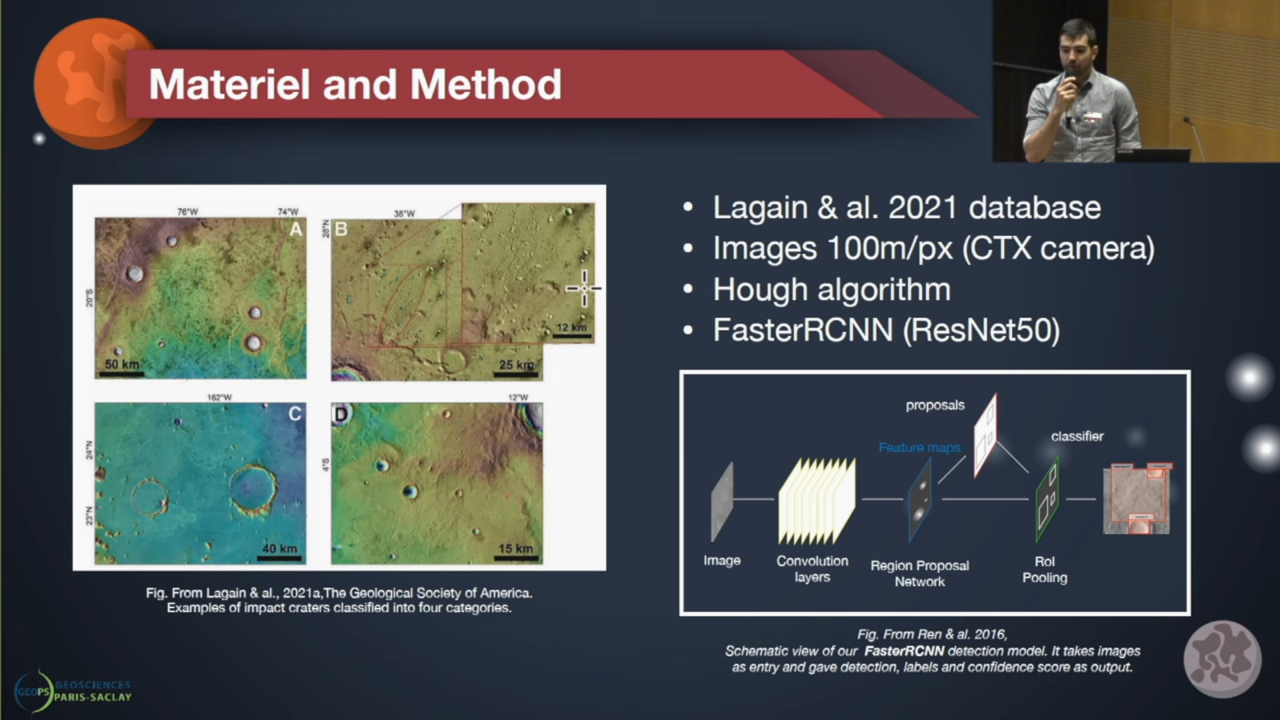 Materiel and Method
76°W
74°W
A
20°S
50 km
38°W
28°N
B
12 km
25 km
162°W
C
24°N
23°N
40 km
12°W
D
4°S
15 km
Fig. From Lagain & al., 2021a,The Geological Society of America.
Examples of impact craters classified into four categories.
• Lagain & al. 2021 database
• Images 100m/px (CTX camera)
• Hough algorithm
• FasterRCNN (ResNet50)
proposals
Feature maps
classifier
Image
Convolution
layers
Region Proposal
Network
RoI
Pooling
Fig. From Ren & al. 2016,
Schematic view of our FasterRCNN detection model. It takes images
as entry and gave detection, labels and confidence score as output.
GEOPS
GEOSCIENCES
PARIS-SACLAY